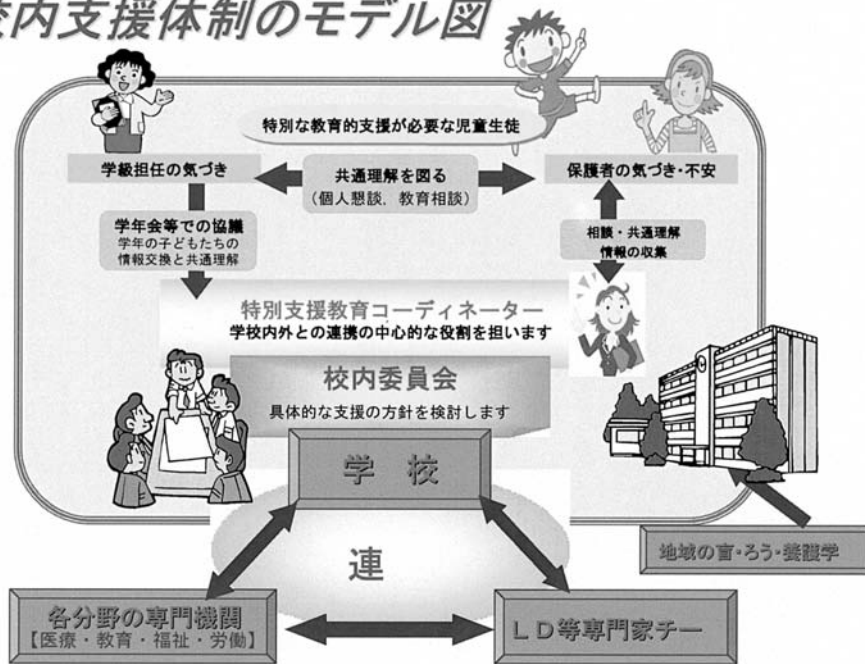 校内支援体制のモデル図
特別な教育的支援が必要な児童生徒
学級担任の気づき
共通理解を図る
(個人懇談、教育相談)
保護者の気づき・不安
学年会等での協議
学年の子どもたちの
情報交換と共通理解
相談・共通理解
情報の収集
特別支援教育コーディネーター
学校内外との連携の中心的な役割を担います
校内委員会
具体的な支援の方針を検討します
学 校
連
地域の盲・ろう・養護学
各分野の専門機関
【医療・教育・福祉・労働】
LD等専門家チー